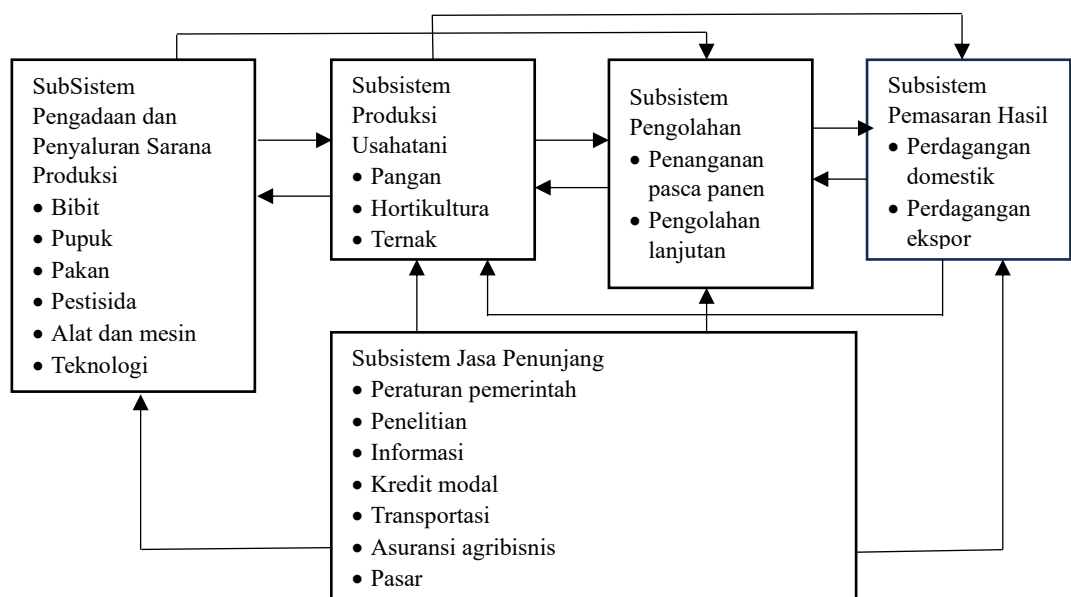 SubSistem
Pengadaan dan
Penyaluran Sarana
Produksi
• Bibit
• Pupuk
• Pakan
• Pestisida
• Alat dan mesin
• Teknologi
Subsistem
Produksi
Usahatani
• Pangan
• Hortikultura
• Ternak
Subsistem
Pengolahan
• Penanganan
pasca panen
• Pengolahan
lanjutan
Subsistem
Pemasaran Hasil
• Perdagangan
domestik
• Perdagangan
ekspor
Subsistem Jasa Penunjang
• Peraturan pemerintah
• Penelitian
• Informasi
• Kredit modal
• Transportasi
• Asuransi agribisnis
• Pasar